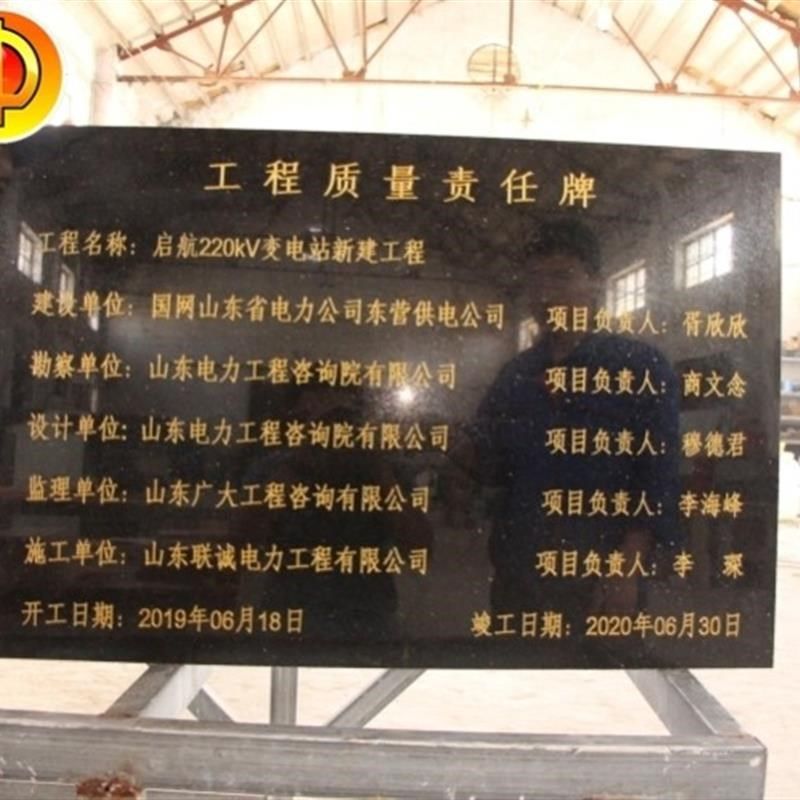 工程质量责任牌
工程名称：启航220kV变电站新建工程
建设单位：国网山东省电力公司东营供电公司 项目负责人：胥欣欣
勘察单位：山东电力工程咨询院有限公司 项目负责人：商文念
设计单位：山东电力工程咨询院有限公司 项目负责人：穆德君
监理单位：山东广大工程咨询有限公司 项目负责人：李海峰
施工单位：山东联诚电力工程有限公司 项目负责人：李 琛
开工日期：2019年06月18日 竣工日期：2020年06月30日